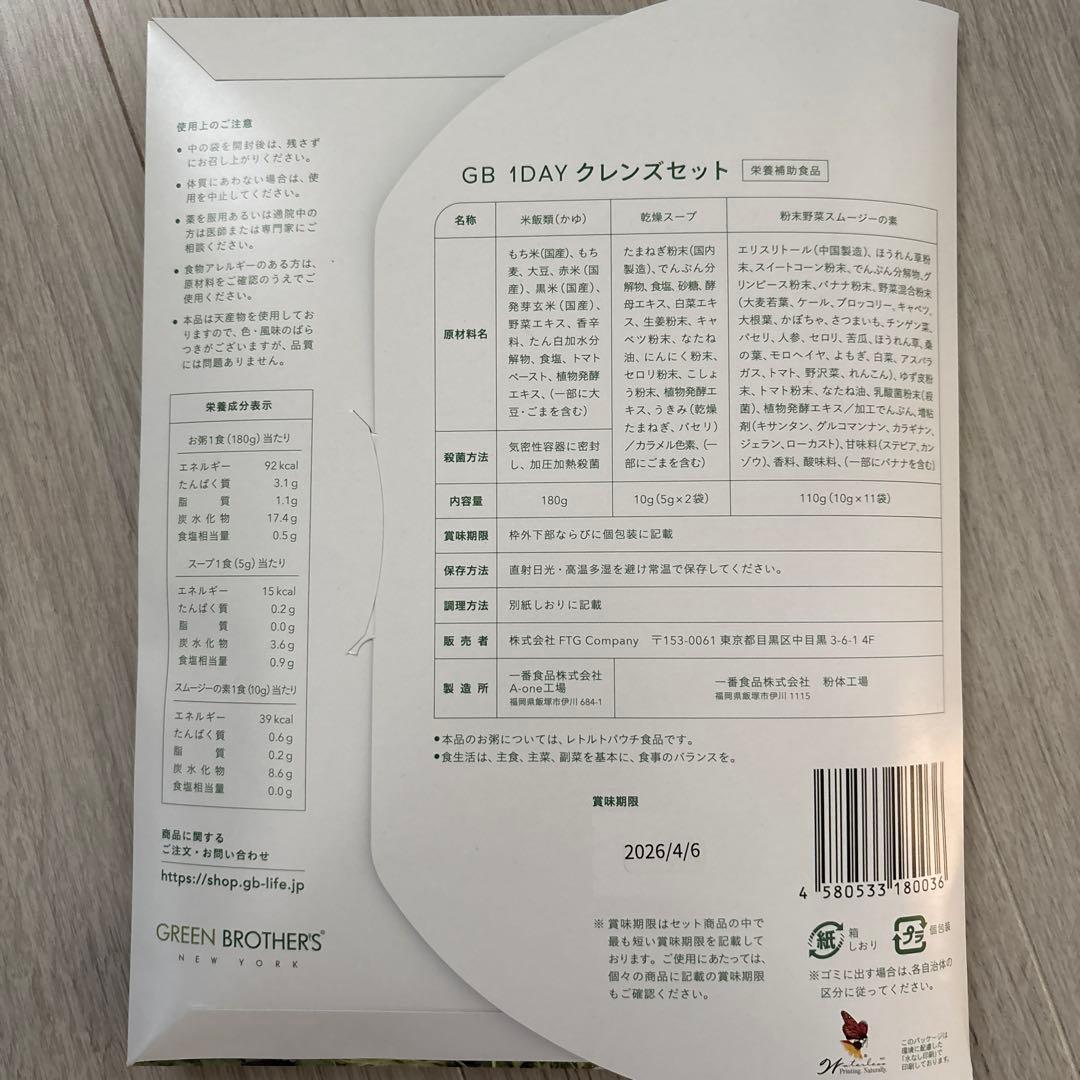 使用上のご注意
● 中の袋を開封後は、残さず
にお召し上がりください。
● 体質にあわない場合は、使
用を中止してください。
● 薬を服用あるいは通院中の
方は医師または専門家にご
相談ください。
● 食物アレルギーのある方は、
原材料をご確認のうえでご
使用ください。
● 本品は天産物を使用してお
りますので、色・風味のばら
つきがございますが、品質
には問題ありません。
栄養成分表示
お粥1食(180g)当たり
エネルギー 92kcal
たんぱく質 3.1g
脂質 1.1g
炭水化物 17.4g
食塩相当量 0.5g
スープ1食(5g)当たり
エネルギー 15kcal
たんぱく質 0.2g
脂質 0.0g
炭水化物 3.6g
食塩相当量 0.9g
スムージーの素1食(10g)当たり
エネルギー 39kcal
たんぱく質 0.6g
脂質 0.2g
炭水化物 8.6g
食塩相当量 0.0g
商品に関する
ご注文・お問い合わせ
https://shop.gb-life.jp
GREEN BROTHER'S®
NEW YORK
GB 1DAY クレンズセット 栄養補助食品
名称 米飯類(かゆ) 乾燥スープ 粉末野菜スムージーの素
原材料名
もち米(国産)、もち
麦、大豆、赤米(国
産)、黒米(国産)、
発芽玄米(国産)、
野菜エキス、香辛
料、たん白加水分
解物、食塩、トマト
ペースト、植物発酵
エキス、(一部に大
豆・ごまを含む)
たまねぎ粉末(国内
製造)、でんぷん分
解物、食塩、砂糖、酵
母エキス、白菜エキ
ス、生姜粉末、キャ
ベツ粉末、なたね
油、にんにく粉末、
セロリ粉末、こしょ
う粉末、植物発酵エ
キス、うきみ(乾燥
たまねぎ、パセリ)
/カラメル色素、(一
部にごまを含む)
エリスリトール(中国製造)、ほうれん草粉
末、スイートコーン粉末、でんぷん分解物、グ
リンピース粉末、バナナ粉末、野菜混合粉末
(大麦若葉、ケール、ブロッコリー、キャベツ、
大根葉、かぼちゃ、さつまいも、チンゲン菜、
パセリ、人参、セロリ、苦瓜、ほうれん草、桑
の葉、モロヘイヤ、よもぎ、白菜、アスパラ
ガス、トマト、野沢菜、れんこん)、ゆず皮粉
末、トマト粉末、なたね油、乳酸菌粉末(殺
菌)、植物発酵エキス/加工でんぷん、増粘
剤(キサンタン、グルコマンナン、カラギナン、
ジェラン、ローカスト)、甘味料(ステビア、カン
ゾウ)、香料、酸味料、(一部にバナナを含む)
殺菌方法
気密性容器に密封
し、加圧加熱殺菌
内容量 180g 10g(5g×2袋) 110g(10g×11袋)
賞味期限 枠外下部ならびに個包装に記載
保存方法 直射日光・高温多湿を避け常温で保存してください。
調理方法 別紙しおりに記載
販売者 株式会社 FTG Company 〒153-0061 東京都目黒区中目黒 3-6-1 4F
製造所
一番食品株式会社
A-one工場
福岡県飯塚市伊川 684-1
一番食品株式会社 粉体工場
福岡県飯塚市伊川 1115
●本品のお粥については、レトルトパウチ食品です。
●食生活は、主食、主菜、副菜を基本に、食事のバランスを。
賞味期限
2026/4/6
※ 賞味期限はセット商品の中で
最も短い賞味期限を記載して
おります。ご使用にあたっては、
個々の商品に記載の賞味期限
もご確認ください。
4 580533 180036
紙 箱
しおり
プラ 個包装
※ゴミに出す場合は、各自治体の
区分に従ってください。
Waterless
Printing. Naturally.
このパッケージは
環境に配慮した
「水なし印刷」で
印刷しております。